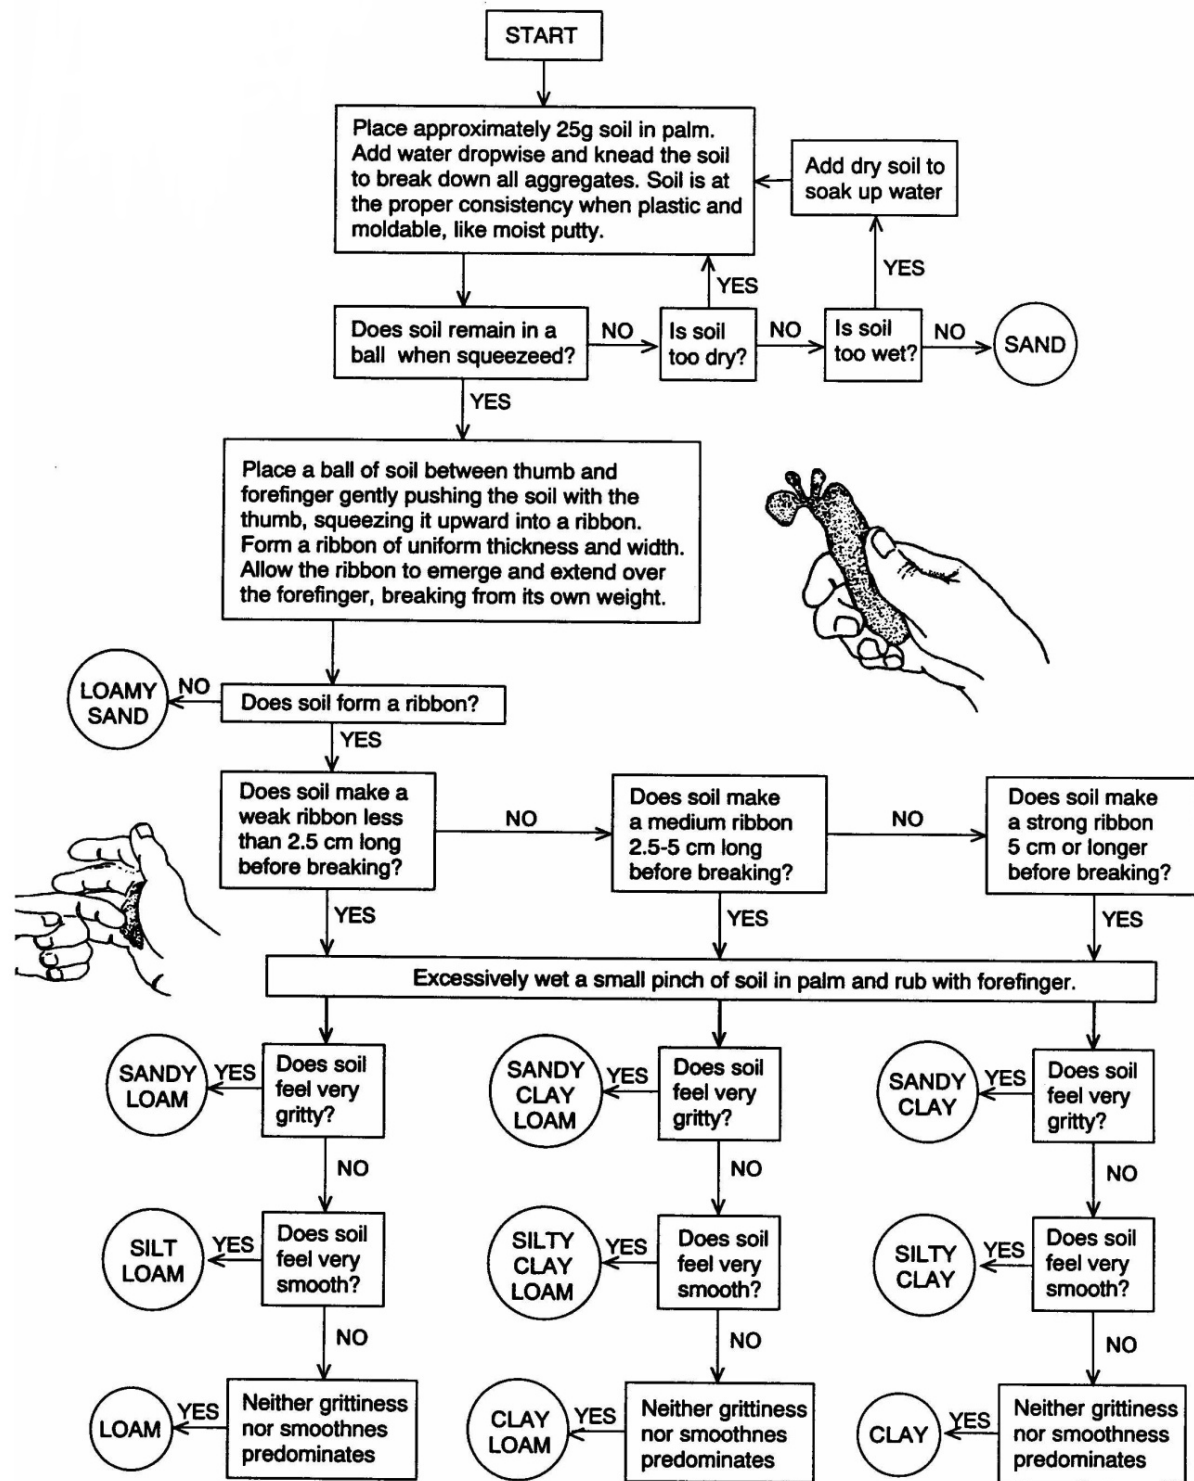 START
Place approximately 25g soil in palm.
Add water dropwise and knead the soil
to break down all aggregates. Soil is at
the proper consistency when plastic and
moldable, like moist putty.
Add dry soil to
soak up water
YES
YES
Does soil remain in a
ball when squeezeed?
NO
Is soil
too dry?
NO
Is soil
too wet?
NO
SAND
YES
Place a ball of soil between thumb and
forefinger gently pushing the soil with the
thumb, squeezing it upward into a ribbon.
Form a ribbon of uniform thickness and width.
Allow the ribbon to emerge and extend over
the forefinger, breaking from its own weight.
LOAMY
SAND
NO
Does soil form a ribbon?
YES
Does soil make a
weak ribbon less
than 2.5 cm long
before breaking?
NO
Does soil make
a medium ribbon
2.5-5 cm long
before breaking?
NO
Does soil make
a strong ribbon
5 cm or longer
before breaking?
YES
YES
YES
Excessively wet a small pinch of soil in palm and rub with forefinger.
SANDY
LOAM
YES
Does soil
feel very
gritty?
SANDY
CLAY
LOAM
YES
Does soil
feel very
gritty?
SANDY
CLAY
YES
Does soil
feel very
gritty?
NO
NO
NO
SILT
LOAM
YES
Does soil
feel very
smooth?
SILTY
CLAY
LOAM
YES
Does soil
feel very
smooth?
SILTY
CLAY
YES
Does soil
feel very
smooth?
NO
NO
NO
LOAM
YES
Neither grittiness
nor smoothnes
predominates
CLAY
LOAM
YES
Neither grittiness
nor smoothnes
predominates
CLAY
YES
Neither grittiness
nor smoothness
predominates